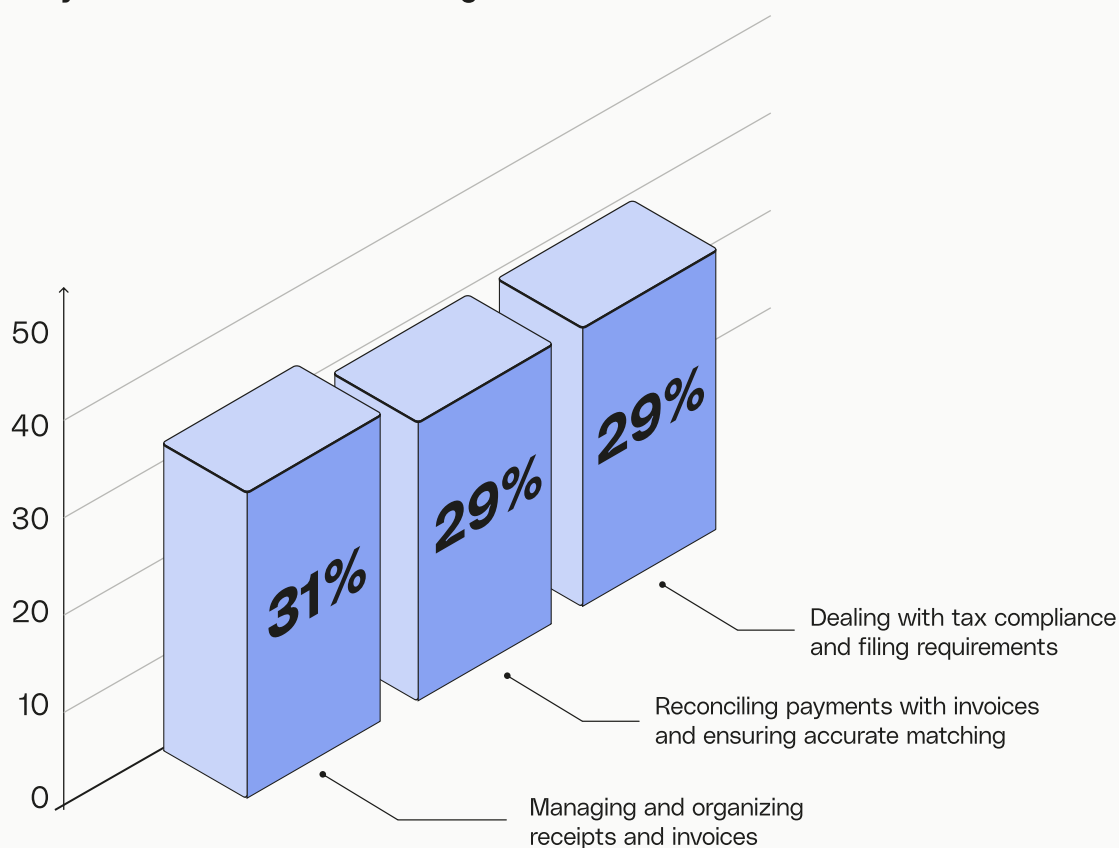 50
40
30
20
10
0
31%
29%
29%
Dealing with tax compliance
and filing requirements
Reconciling payments with invoices
and ensuring accurate matching
Managing and organizing
receipts and invoices